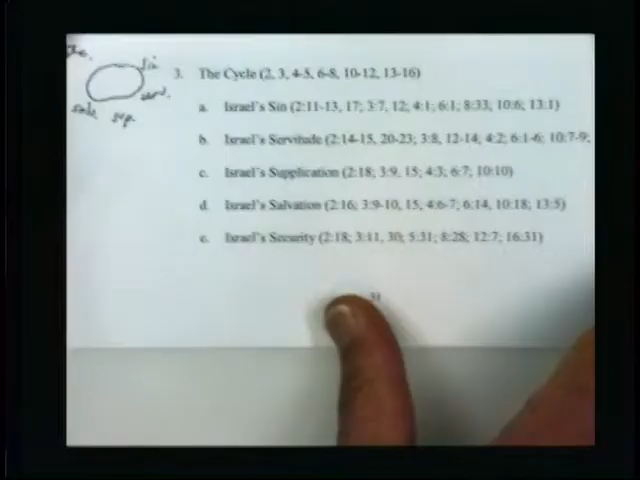 3. The Cycle (2, 3, 4-5, 6-8, 10-12, 13-16)
a. Israel's Sin (2:11-13, 17; 3:7, 12; 4:1; 6:1; 8:33; 10:6; 13:1)
b. Israel's Servitude (2:14-15, 20-23; 3:8, 12-14, 4:2; 6:1-6; 10:7-9;
c. Israel's Supplication (2:18; 3:9, 15; 4:3; 6:7; 10:10)
d. Israel's Salvation (2:16; 3:9-10, 15; 4:6-7; 6:14, 10:18; 13:5)
e. Israel's Security (2:18; 3:11, 30; 5:31; 8:28; 12:7; 16:31)
sin
serv.
sup.